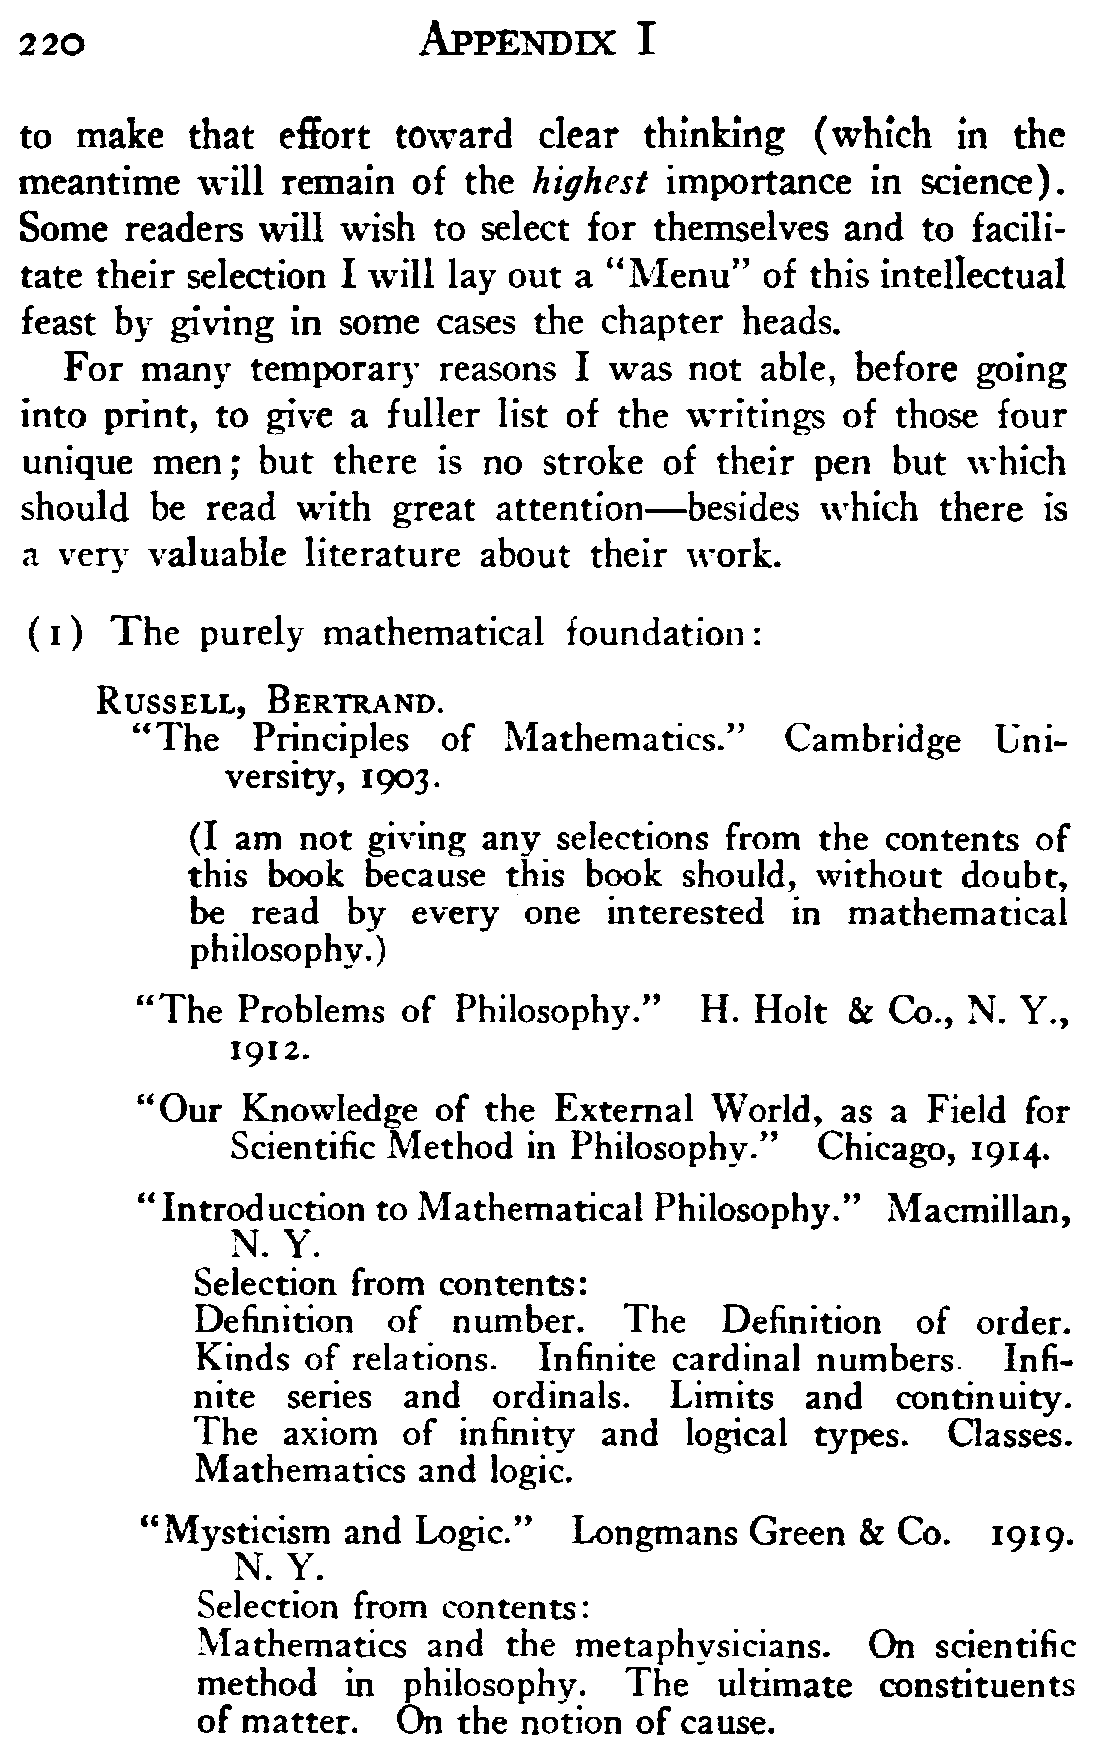 220 APPENDIX I
to make that effort toward clear thinking (which in the
meantime will remain of the highest importance in science).
Some readers will wish to select for themselves and to facili-
tate their selection I will lay out a “Menu” of this intellectual
feast by giving in some cases the chapter heads.
For many temporary reasons I was not able, before going
into print, to give a fuller list of the writings of those four
unique men; but there is no stroke of their pen but which
should be read with great attention—besides which there is
a very valuable literature about their work.
(1) The purely mathematical foundation:
RUSSELL, BERTRAND.
“The Principles of Mathematics.” Cambridge Uni-
versity, 1903.
(I am not giving any selections from the contents of
this book because this book should, without doubt,
be read by every one interested in mathematical
philosophy.)
“The Problems of Philosophy.” H. Holt & Co., N. Y.,
1912.
“Our Knowledge of the External World, as a Field for
Scientific Method in Philosophy.” Chicago, 1914.
“Introduction to Mathematical Philosophy.” Macmillan,
N. Y.
Selection from contents:
Definition of number. The Definition of order.
Kinds of relations. Infinite cardinal numbers. Infi-
nite series and ordinals. Limits and continuity.
The axiom of infinity and logical types. Classes.
Mathematics and logic.
“Mysticism and Logic.” Longmans Green & Co. 1919.
N. Y.
Selection from contents:
Mathematics and the metaphysicians. On scientific
method in philosophy. The ultimate constituents
of matter. On the notion of cause.